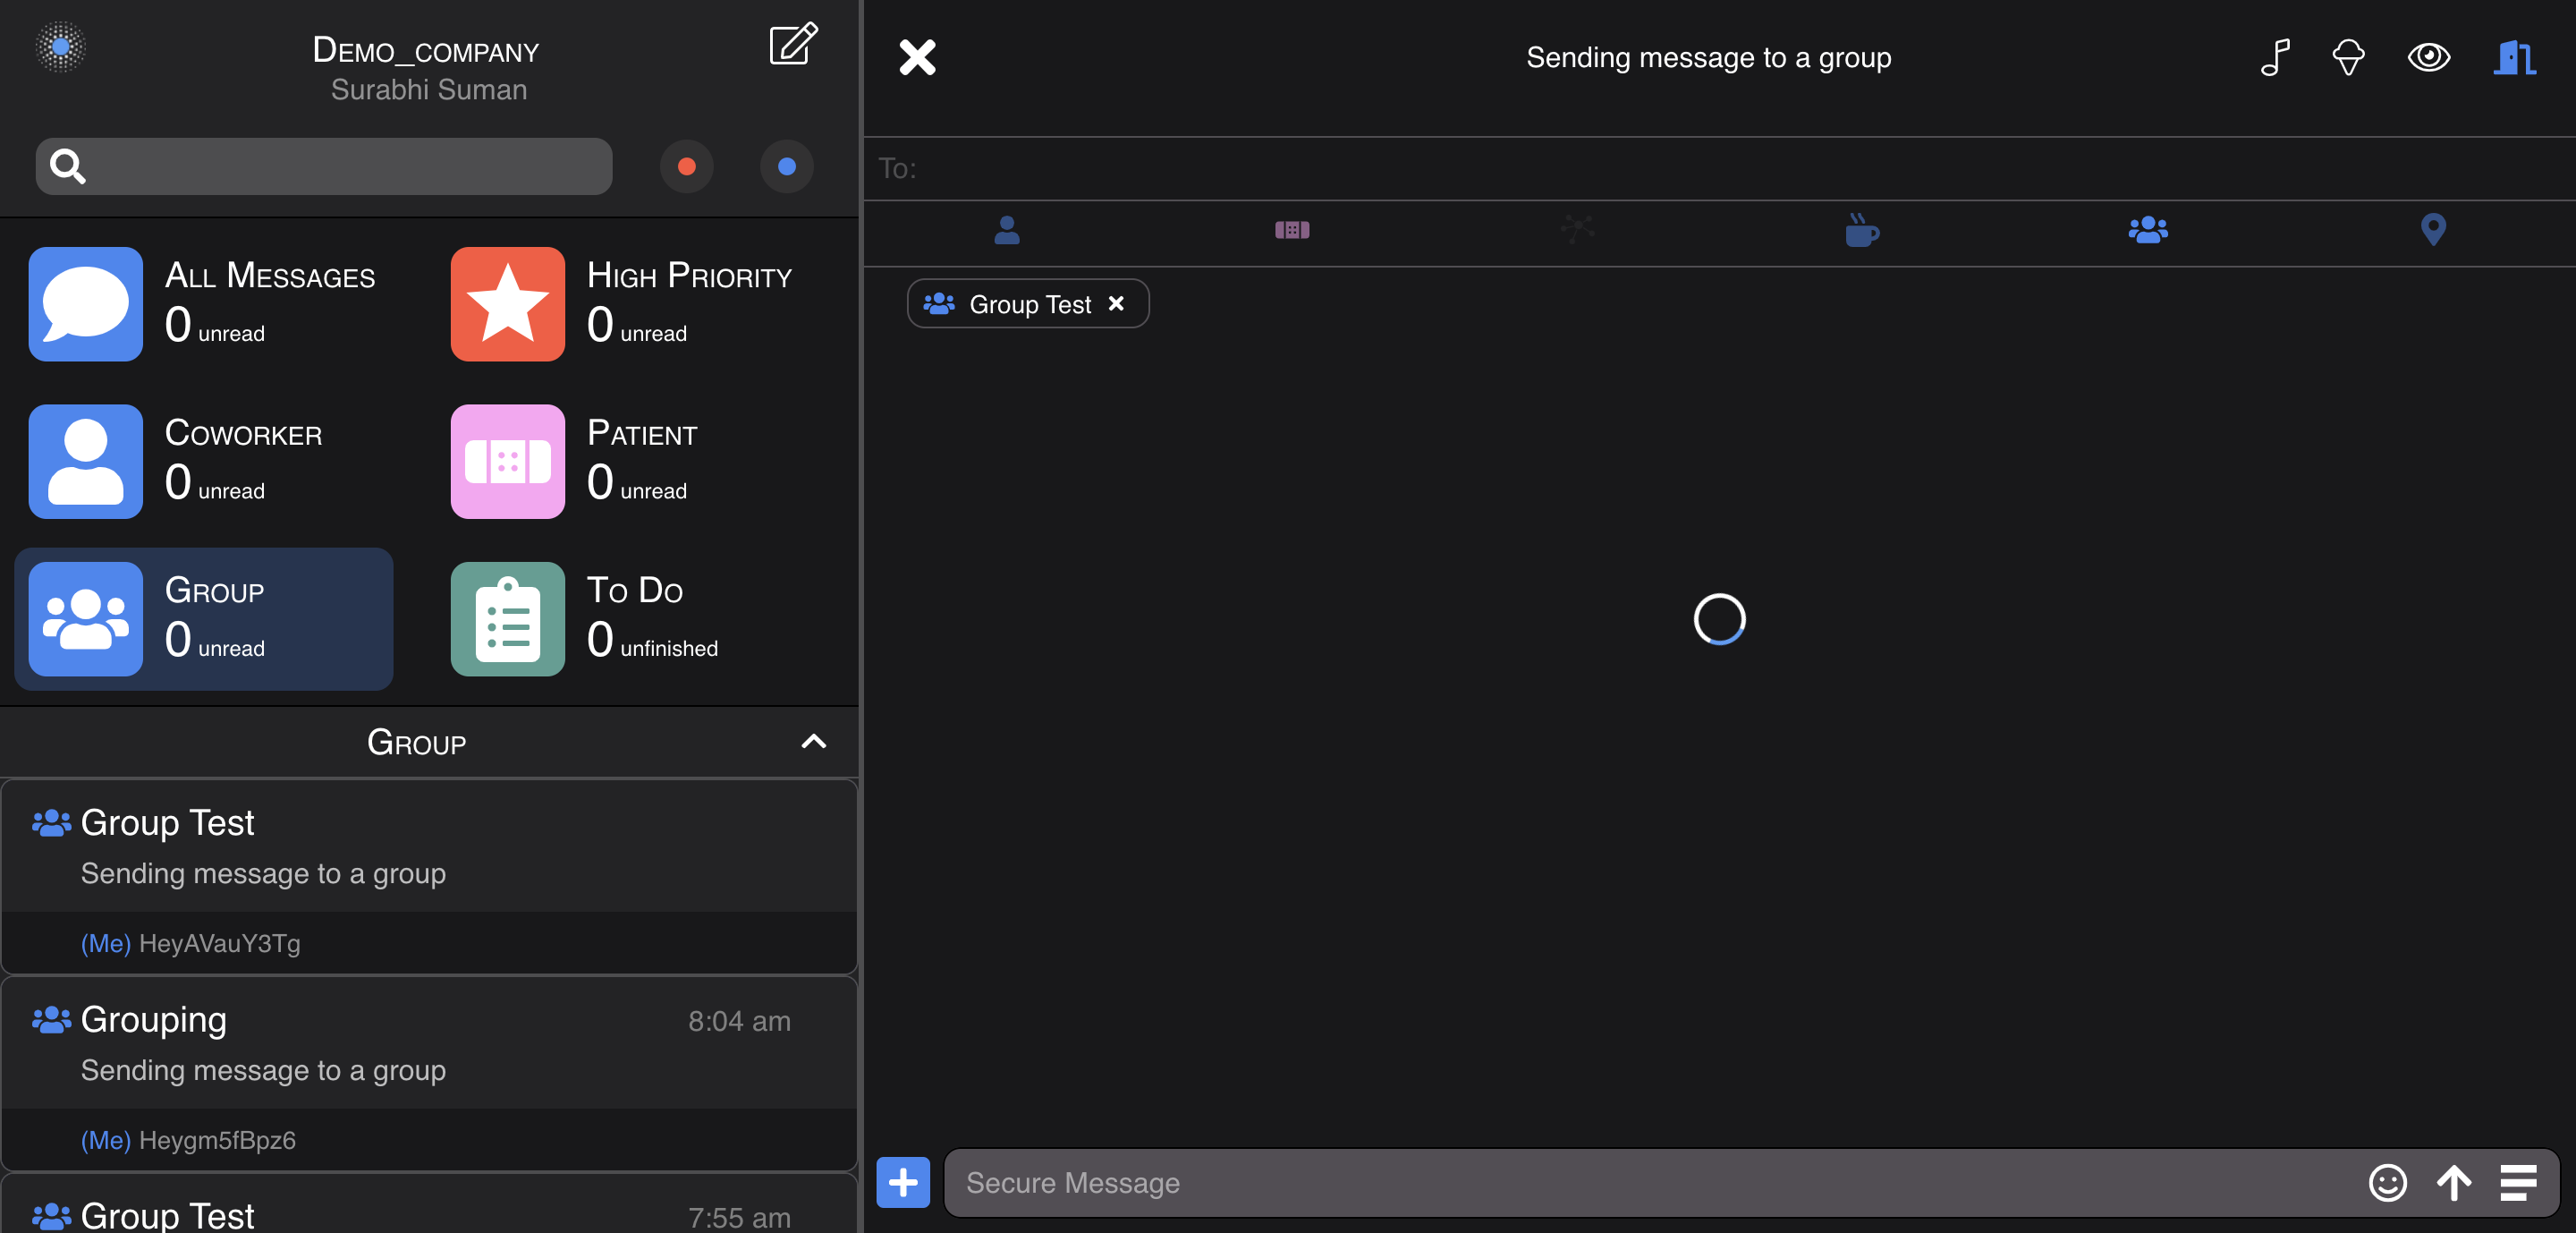 Demo_company
Surabhi Suman
All Messages
0 unread
High Priority
0 unread
Coworker
0 unread
Patient
0 unread
Group
0 unread
To Do
0 unfinished
Group
Group Test
Sending message to a group
(Me) HeyAVauY3Tg
Grouping 8:04 am
Sending message to a group
(Me) Heygm5fBpz6
Group Test 7:55 am
Sending message to a group
To:
Group Test
Secure Message